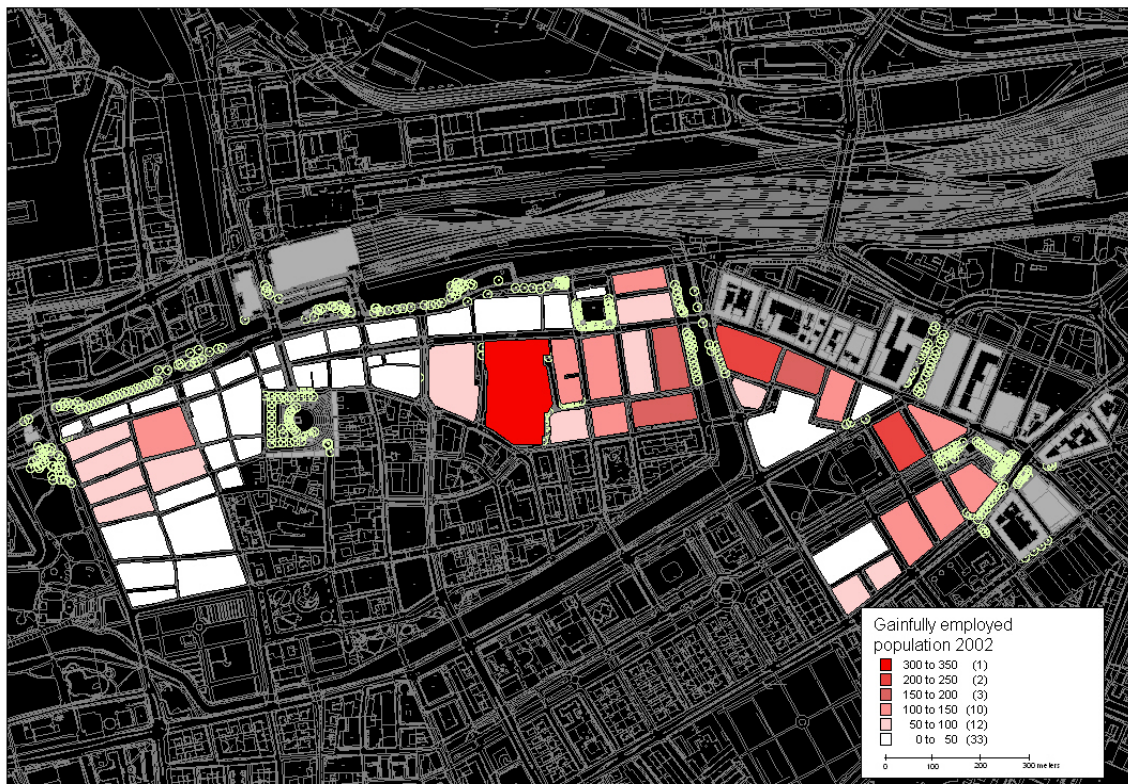 Gainfully employed
population 2002
300 to 350 (1)
200 to 250 (2)
150 to 200 (3)
100 to 150 (10)
50 to 100 (12)
0 to 50 (33)
0 100 200 300 meters